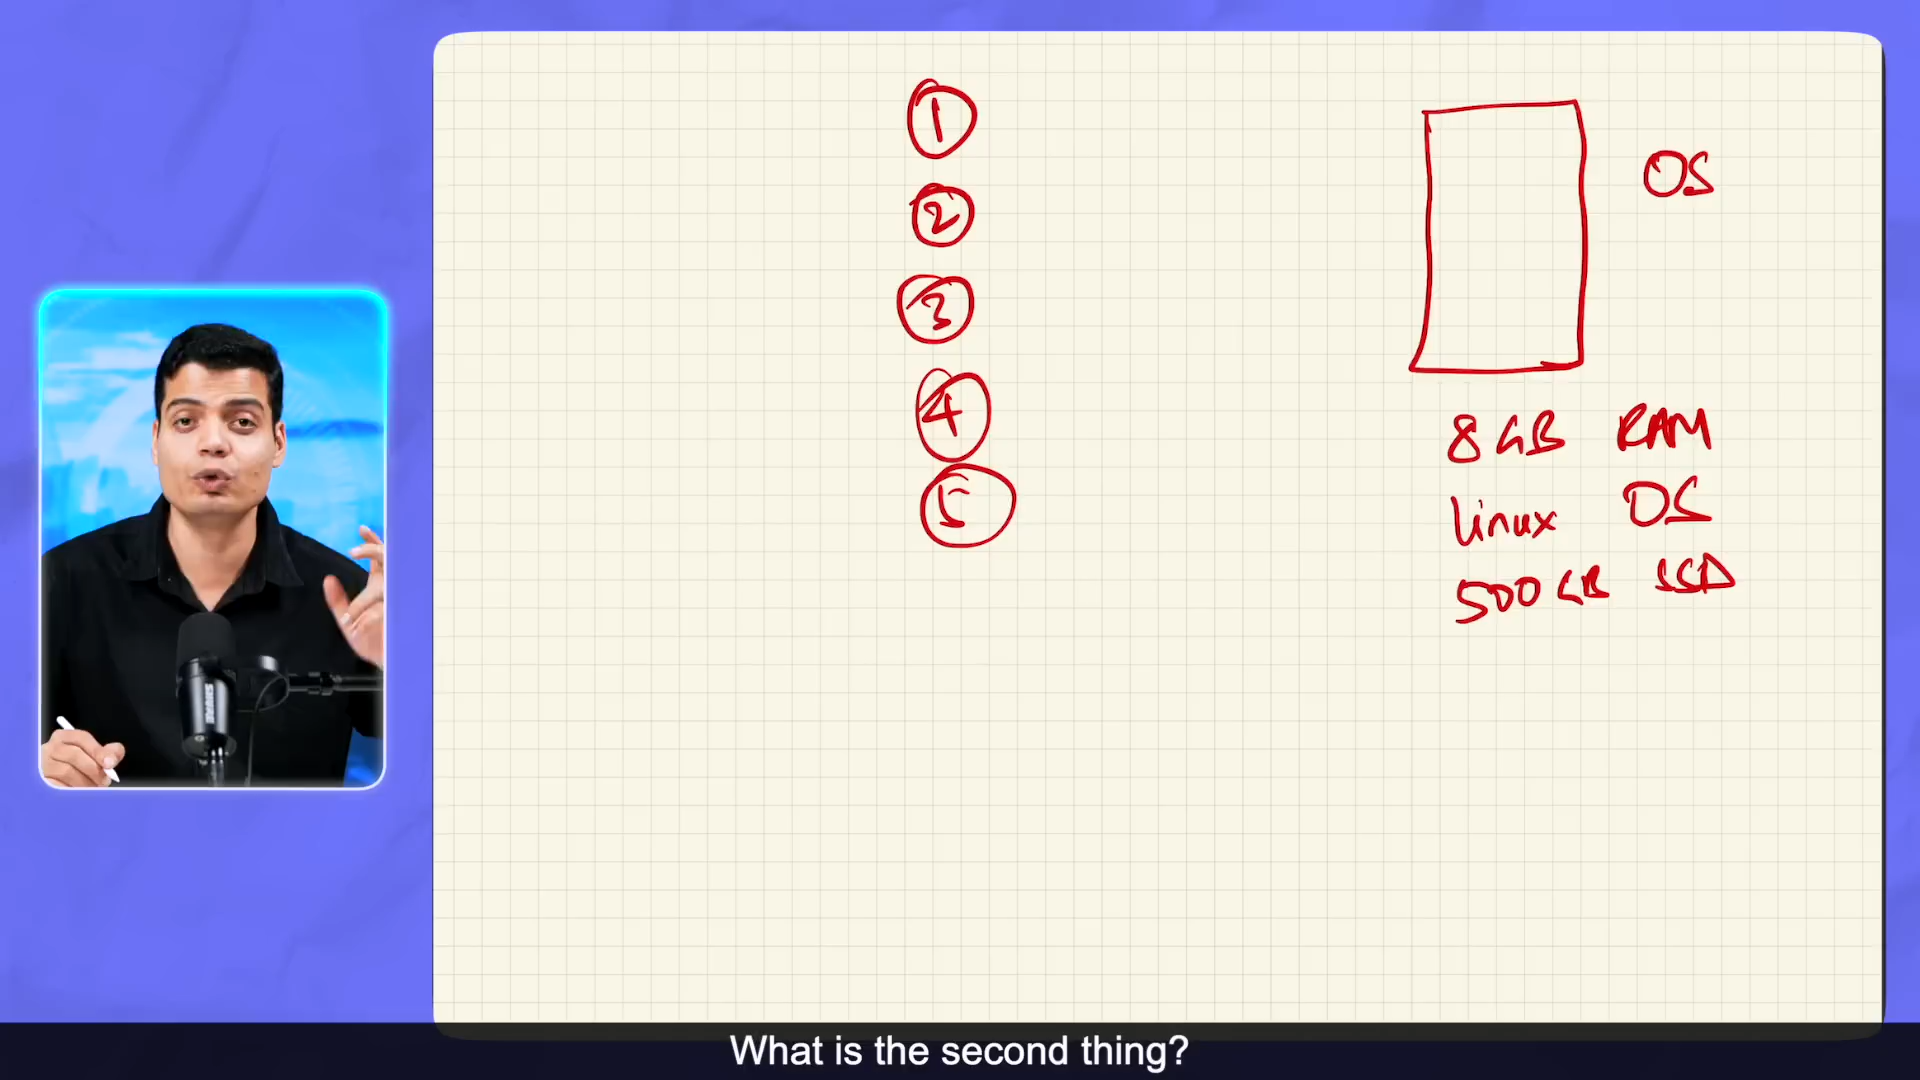 1
2
3
4
5
OS
8 GB RAM
Linux OS
500 GB SSD
SHURE
What is the second thing?